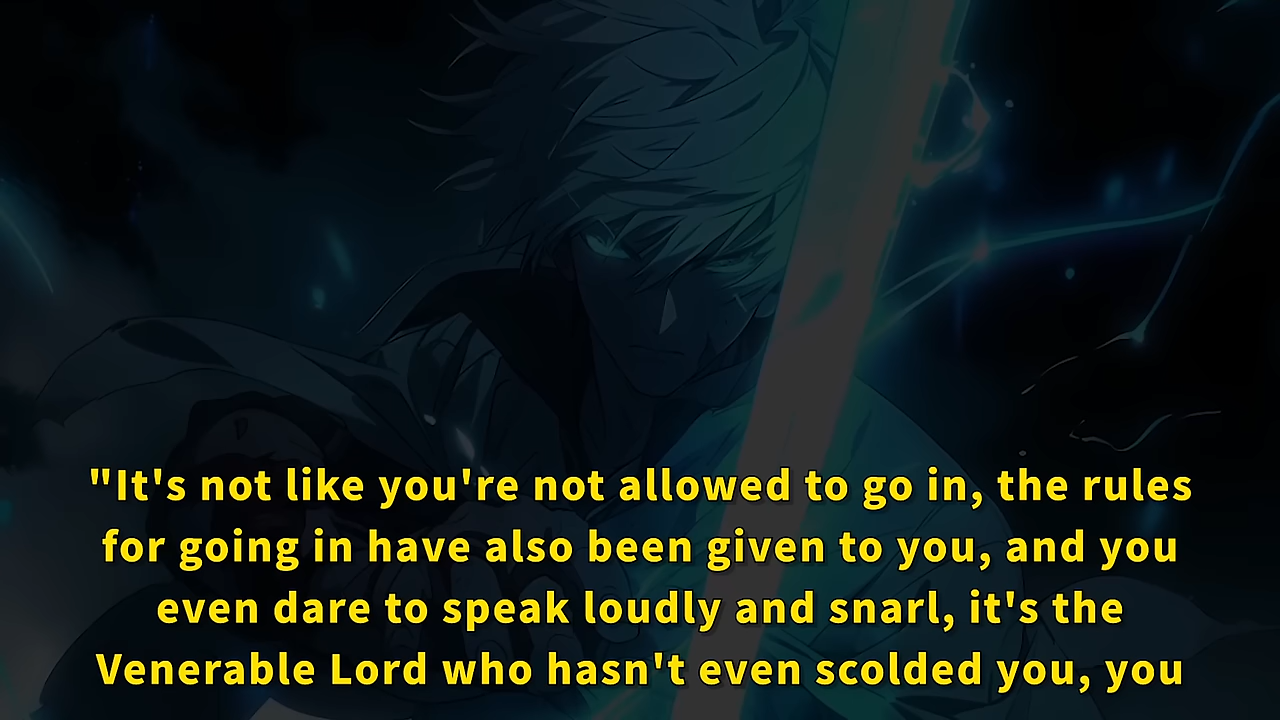 "It's not like you're not allowed to go in, the rules
for going in have also been given to you, and you
even dare to speak loudly and snarl, it's the
Venerable Lord who hasn't even scolded you, you